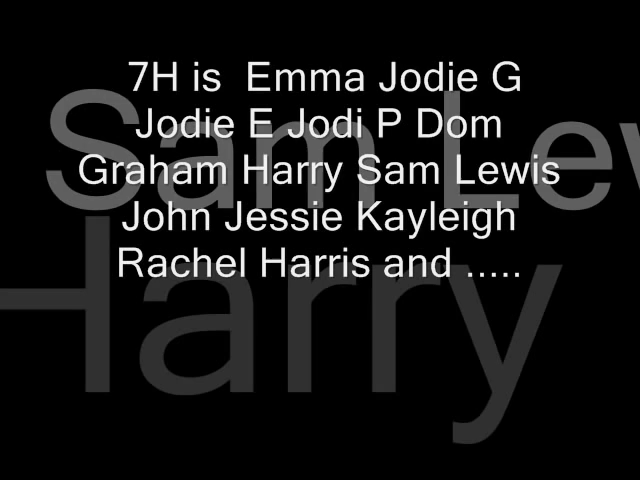 7H is  Emma Jodie G
Jodie E Jodi P Dom
Graham Harry Sam Lewis
John Jessie Kayleigh
Rachel Harris and .....
Sam Lew
Harry